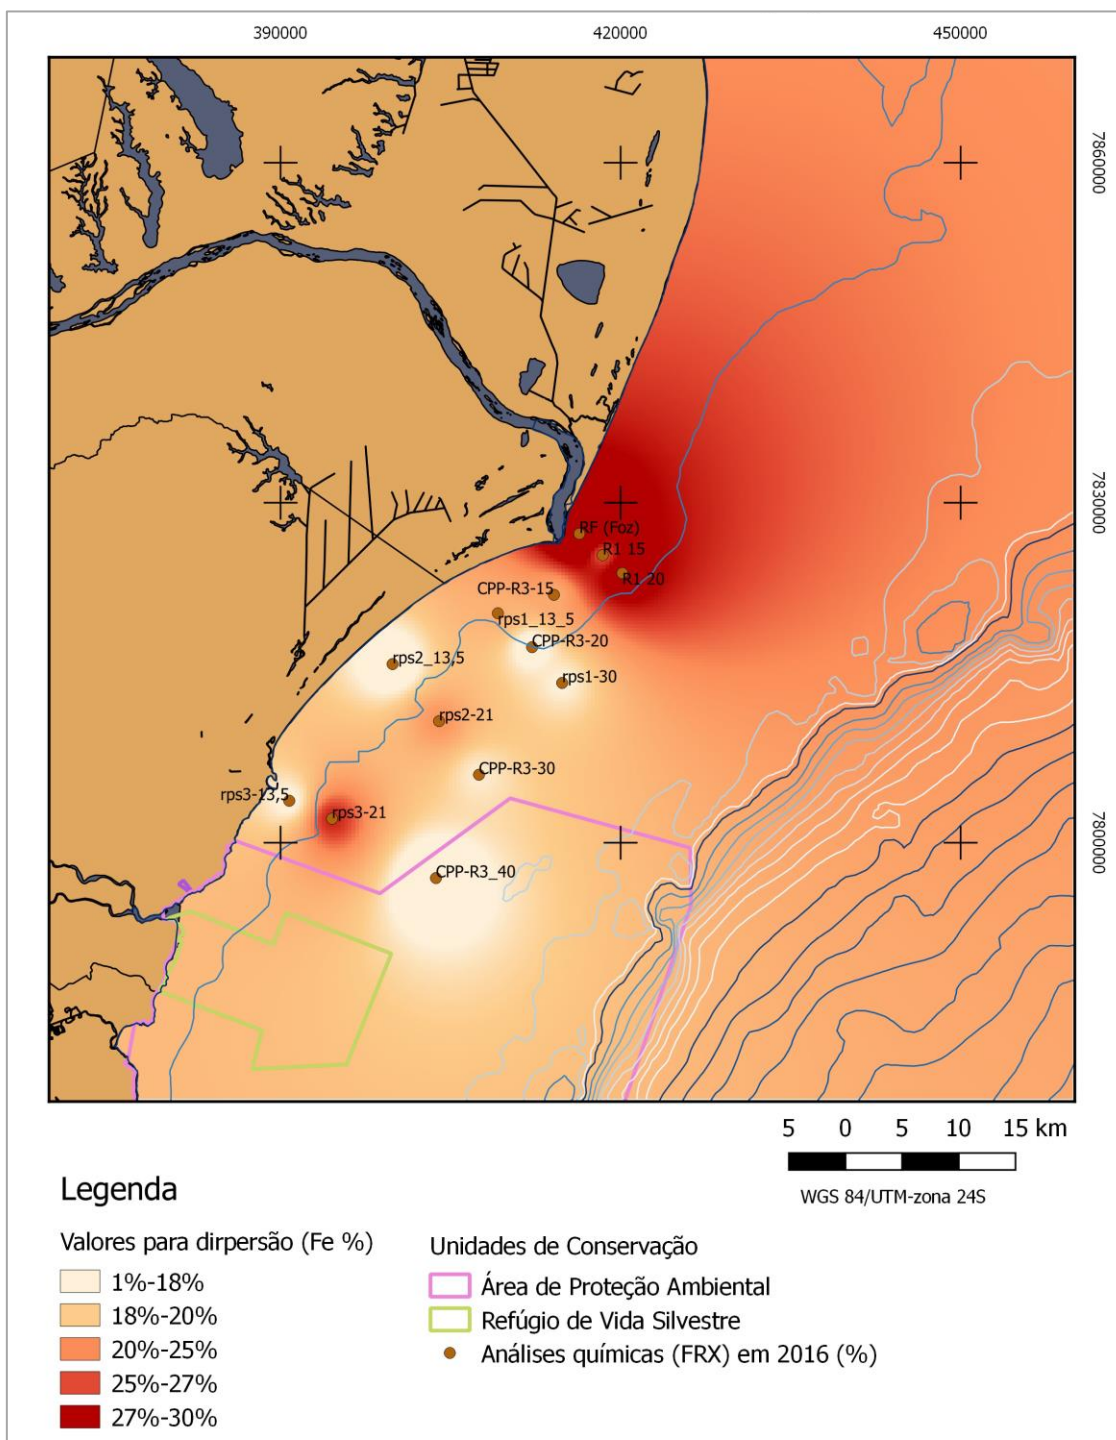 390000 420000 450000
7860000
7830000
RF (Foz)
R1 15
R1 20
CPP-R3-15
rps1_13_5
CPP-R3-20
rps2_13,5
rps1-30
rps2-21
CPP-R3-30
rps3-13,5
rps3-21
7800000
CPP-R3_40
5 0 5 10 15 km
WGS 84/UTM-zona 24S
Legenda
Valores para dirpersão (Fe %)
1%-18%
18%-20%
20%-25%
25%-27%
27%-30%
Unidades de Conservação
Área de Proteção Ambiental
Refúgio de Vida Silvestre
Análises químicas (FRX) em 2016 (%)